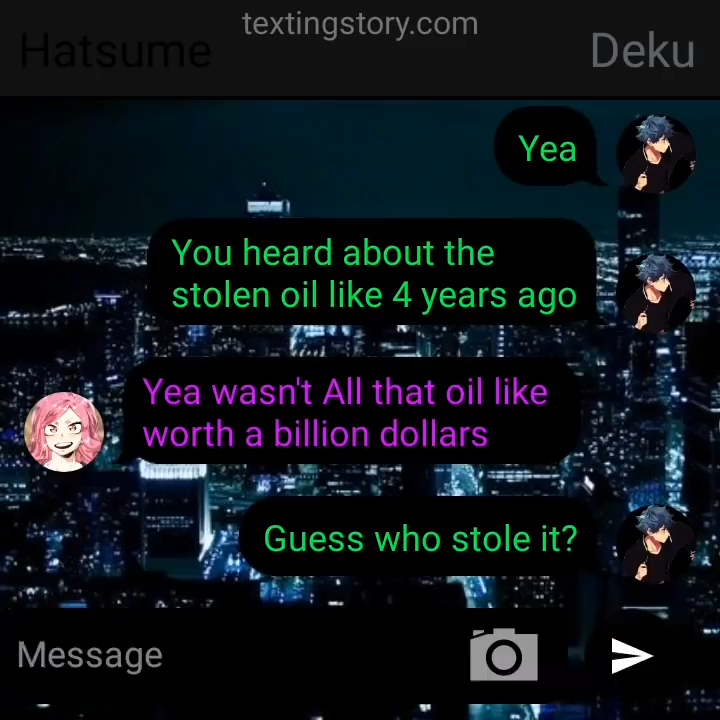 textingstory.com
Hatsume
Deku
Yea
You heard about the
stolen oil like 4 years ago
Yea wasn't All that oil like
worth a billion dollars
Guess who stole it?
Message